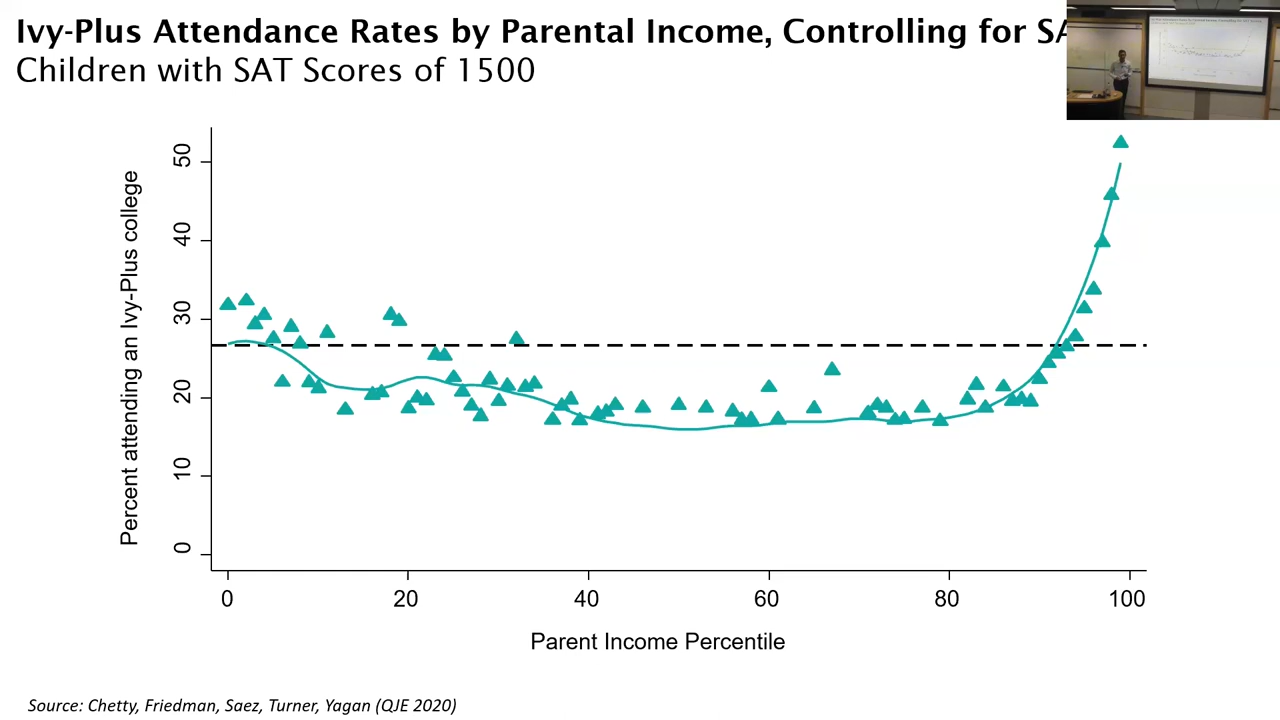 Ivy-Plus Attendance Rates by Parental Income, Controlling for SA
Children with SAT Scores of 1500
Percent attending an Ivy-Plus college
50
40
30
20
10
0
0 20 40 60 80 100
Parent Income Percentile
Source: Chetty, Friedman, Saez, Turner, Yagan (QJE 2020)